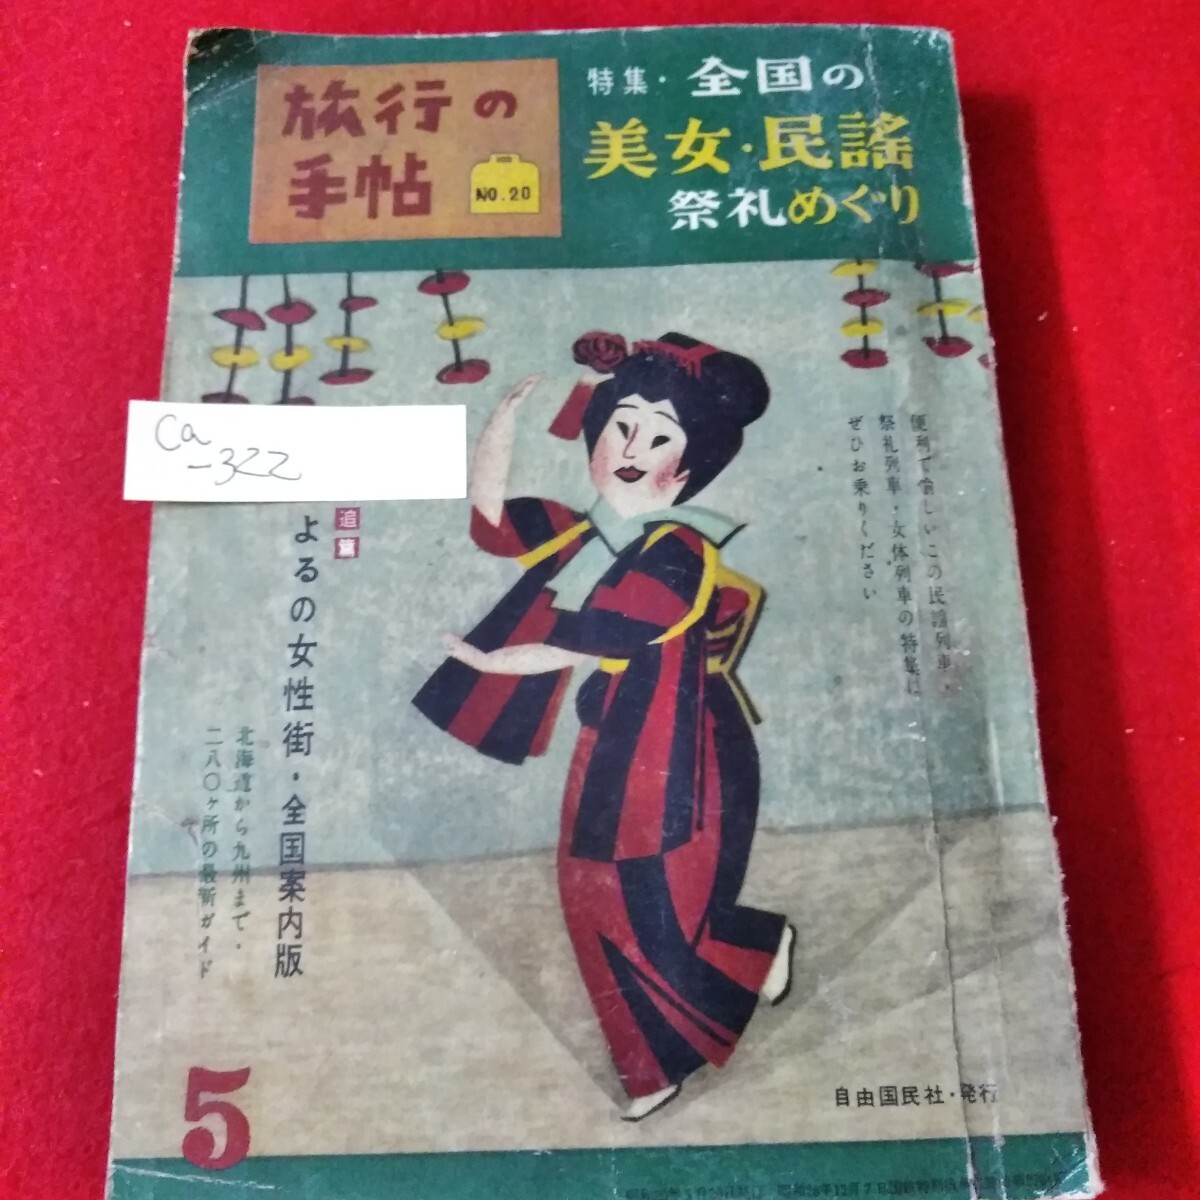 旅行の
手帖
NO.20
特集・全国の
美女・民謡
祭礼めぐり
便利で愉しいこの民謡列車・
祭礼列車・女体列車の特集に
ぜひお乗りください
Ca
-322
追篇
よるの女性街・全国案内版
北海道から九州まで・
二八〇ヶ所の最新ガイド
5
自由国民社・発行